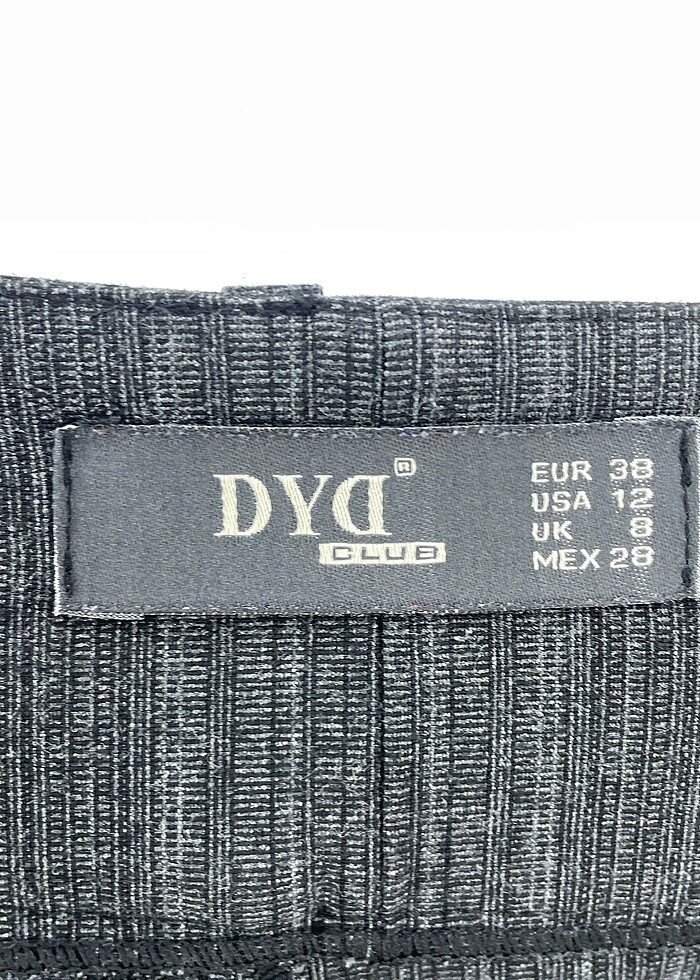 DYD®
CLUB
EUR 38
USA 12
UK 8
MEX 28